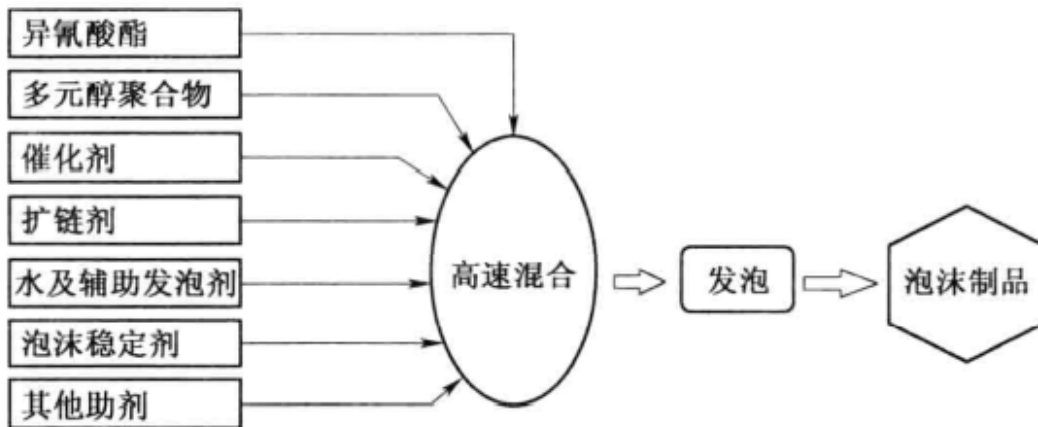 异氰酸酯
多元醇聚合物
催化剂
扩链剂
水及辅助发泡剂
泡沫稳定剂
其他助剂
高速混合
发泡
泡沫制品